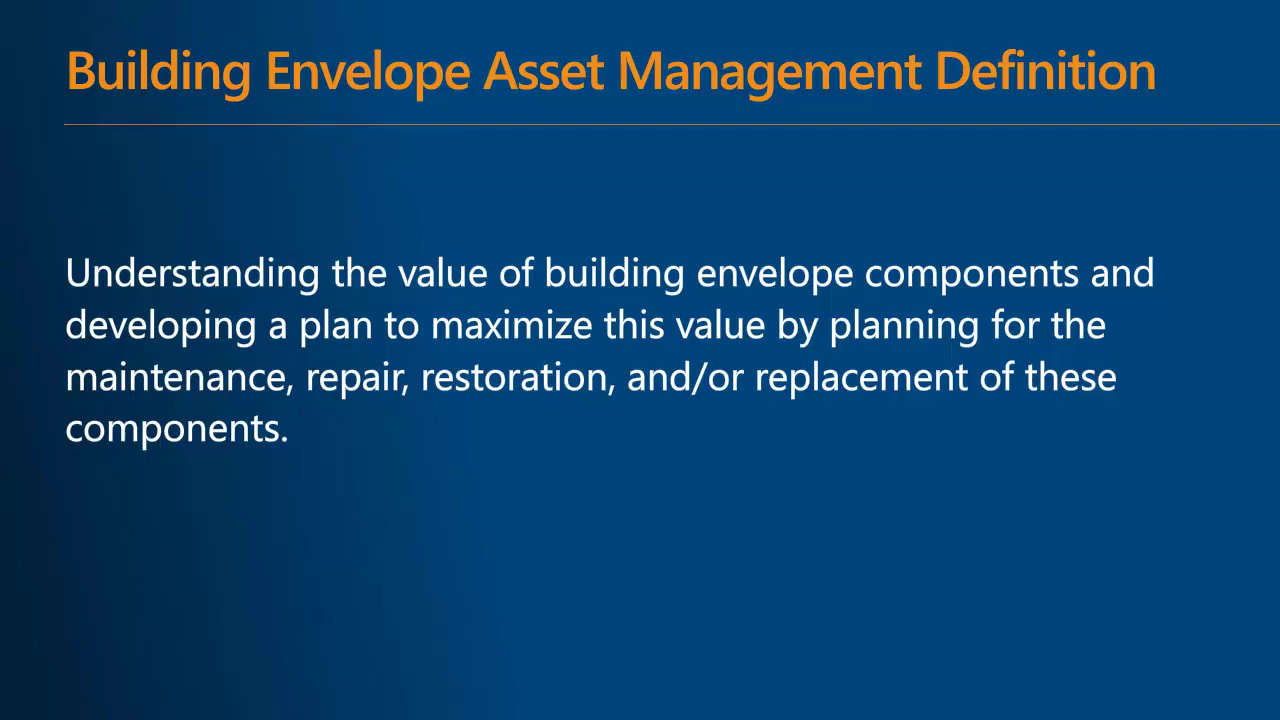 Building Envelope Asset Management Definition
Understanding the value of building envelope components and
developing a plan to maximize this value by planning for the
maintenance, repair, restoration, and/or replacement of these
components.